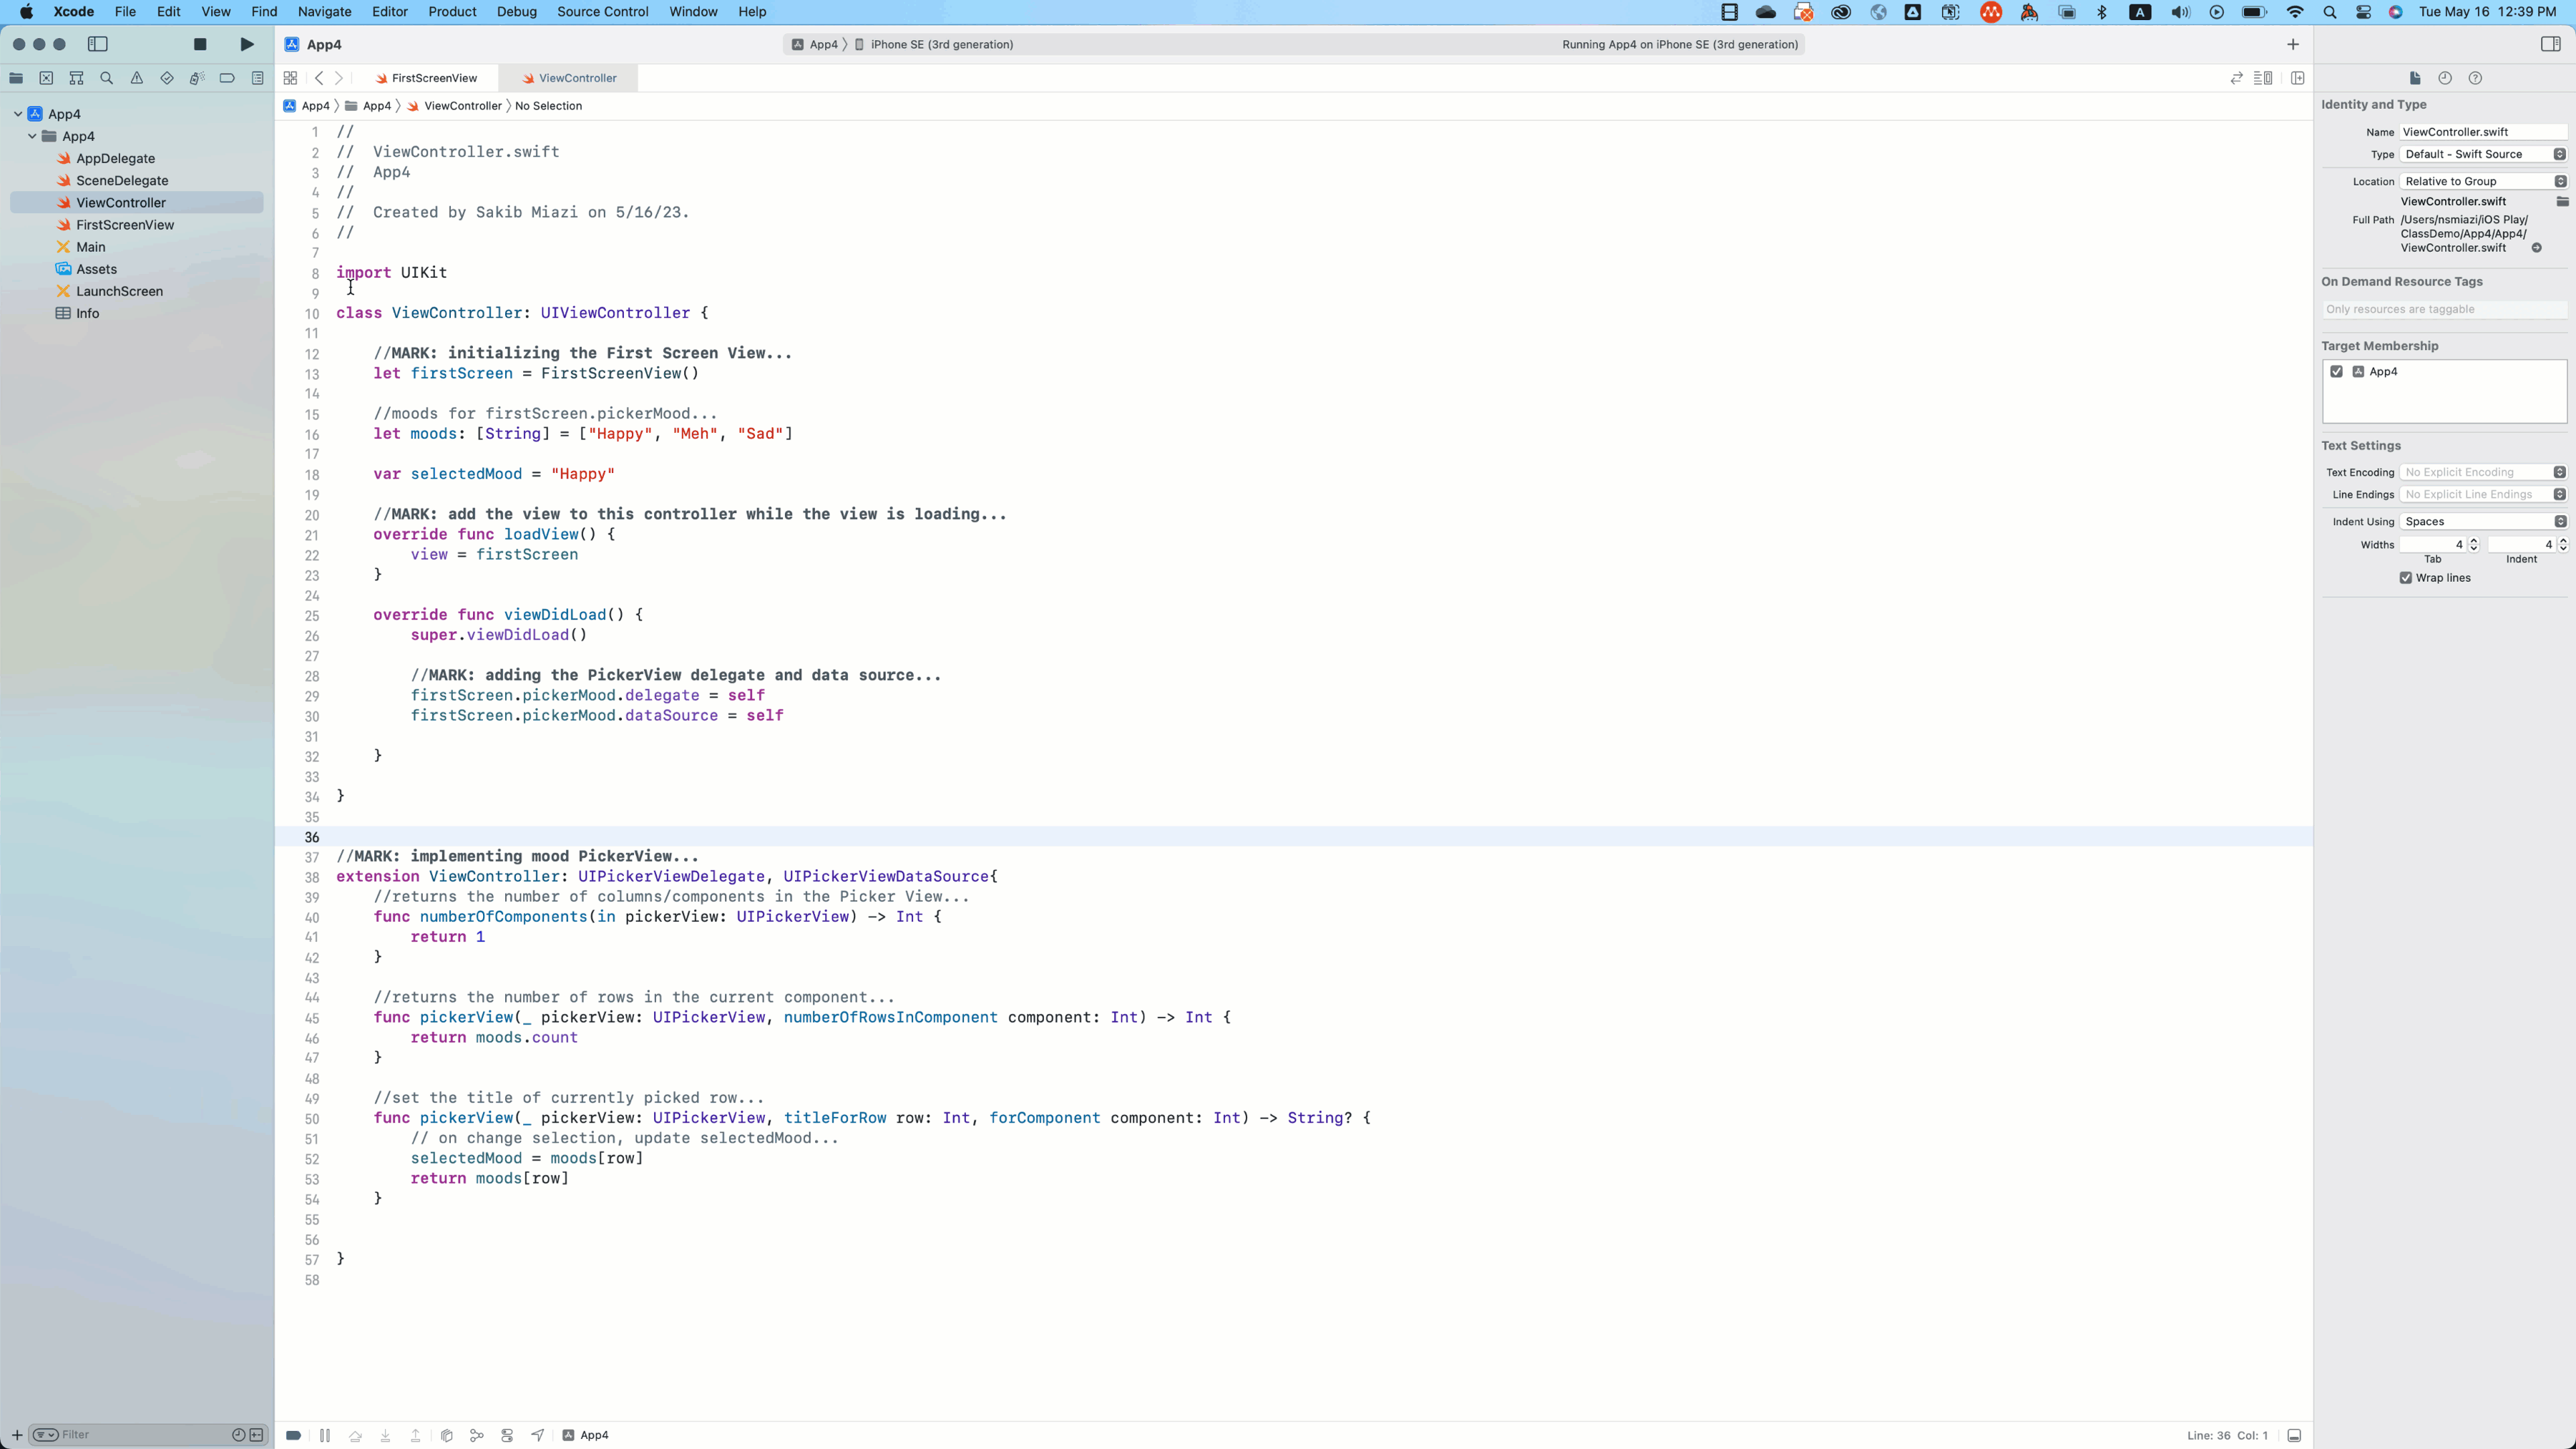 Xcode File Edit View Find Navigate Editor Product Debug Source Control Window Help A Tue May 16 12:39 PM
App4 App4 iPhone SE (3rd generation) Running App4 on iPhone SE (3rd generation)
FirstScreenView ViewController
App4 App4 ViewController No Selection
App4
App4
AppDelegate
SceneDelegate
ViewController
FirstScreenView
Main
Assets
LaunchScreen
Info
Filter
1 //
2 //  ViewController.swift
3 //  App4
4 //
5 //  Created by Sakib Miazi on 5/16/23.
6 //
7
8 import UIKit
9
10 class ViewController: UIViewController {
11
12     //MARK: initializing the First Screen View...
13     let firstScreen = FirstScreenView()
14
15     //moods for firstScreen.pickerMood...
16     let moods: [String] = ["Happy", "Meh", "Sad"]
17
18     var selectedMood = "Happy"
19
20     //MARK: add the view to this controller while the view is loading...
21     override func loadView() {
22         view = firstScreen
23     }
24
25     override func viewDidLoad() {
26         super.viewDidLoad()
27
28         //MARK: adding the PickerView delegate and data source...
29         firstScreen.pickerMood.delegate = self
30         firstScreen.pickerMood.dataSource = self
31
32     }
33
34 }
35
36
37 //MARK: implementing mood PickerView...
38 extension ViewController: UIPickerViewDelegate, UIPickerViewDataSource{
39     //returns the number of columns/components in the Picker View...
40     func numberOfComponents(in pickerView: UIPickerView) -> Int {
41         return 1
42     }
43
44     //returns the number of rows in the current component...
45     func pickerView(_ pickerView: UIPickerView, numberOfRowsInComponent component: Int) -> Int {
46         return moods.count
47     }
48
49     //set the title of currently picked row...
50     func pickerView(_ pickerView: UIPickerView, titleForRow row: Int, forComponent component: Int) -> String? {
51         // on change selection, update selectedMood...
52         selectedMood = moods[row]
53         return moods[row]
54     }
55
56
57 }
58
App4
Line: 36 Col: 1
Identity and Type
Name ViewController.swift
Type Default - Swift Source
Location Relative to Group
ViewController.swift
Full Path /Users/nsmiazi/iOS Play/
ClassDemo/App4/App4/
ViewController.swift
On Demand Resource Tags
Only resources are taggable
Target Membership
App4
Text Settings
Text Encoding No Explicit Encoding
Line Endings No Explicit Line Endings
Indent Using Spaces
Widths 4 4
Tab Indent
Wrap lines